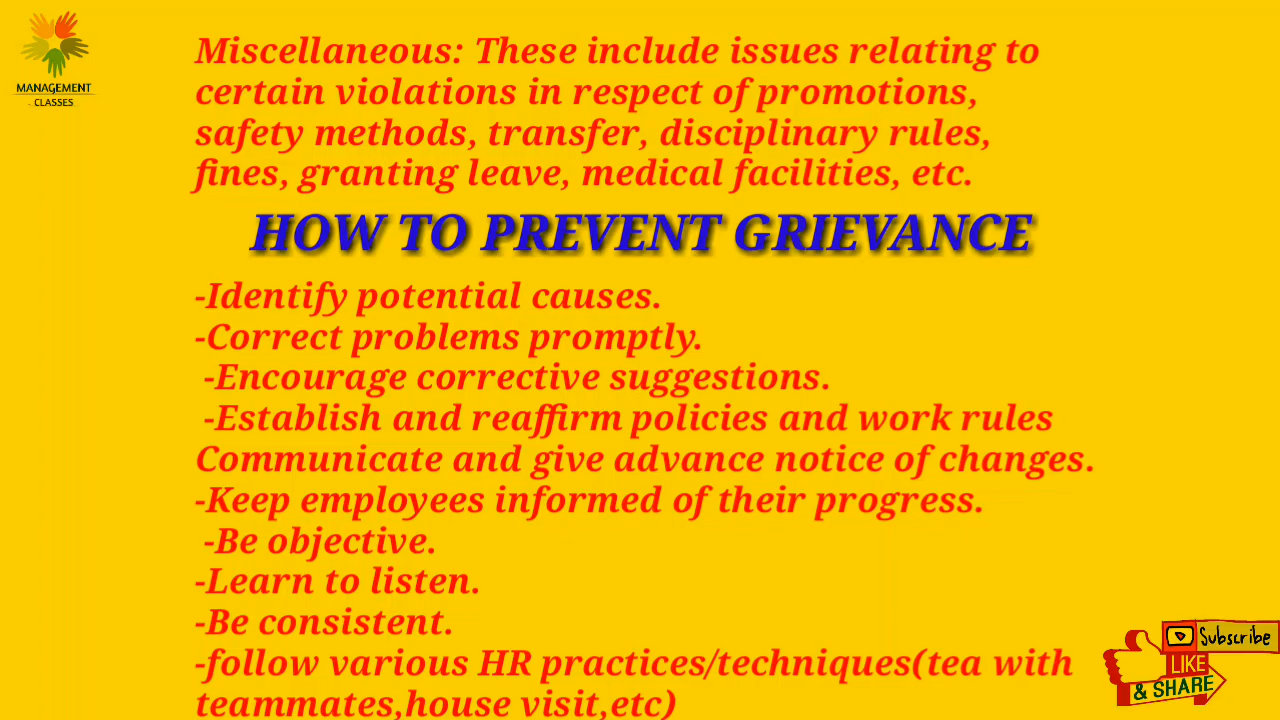 MANAGEMENT
CLASSES
Miscellaneous: These include issues relating to
certain violations in respect of promotions,
safety methods, transfer, disciplinary rules,
fines, granting leave, medical facilities, etc.
HOW TO PREVENT GRIEVANCE
-Identify potential causes.
-Correct problems promptly.
-Encourage corrective suggestions.
-Establish and reaffirm policies and work rules
Communicate and give advance notice of changes.
-Keep employees informed of their progress.
-Be objective.
-Learn to listen.
-Be consistent.
-follow various HR practices/techniques(tea with
teammates,house visit,etc)
Subscribe
LIKE
& SHARE